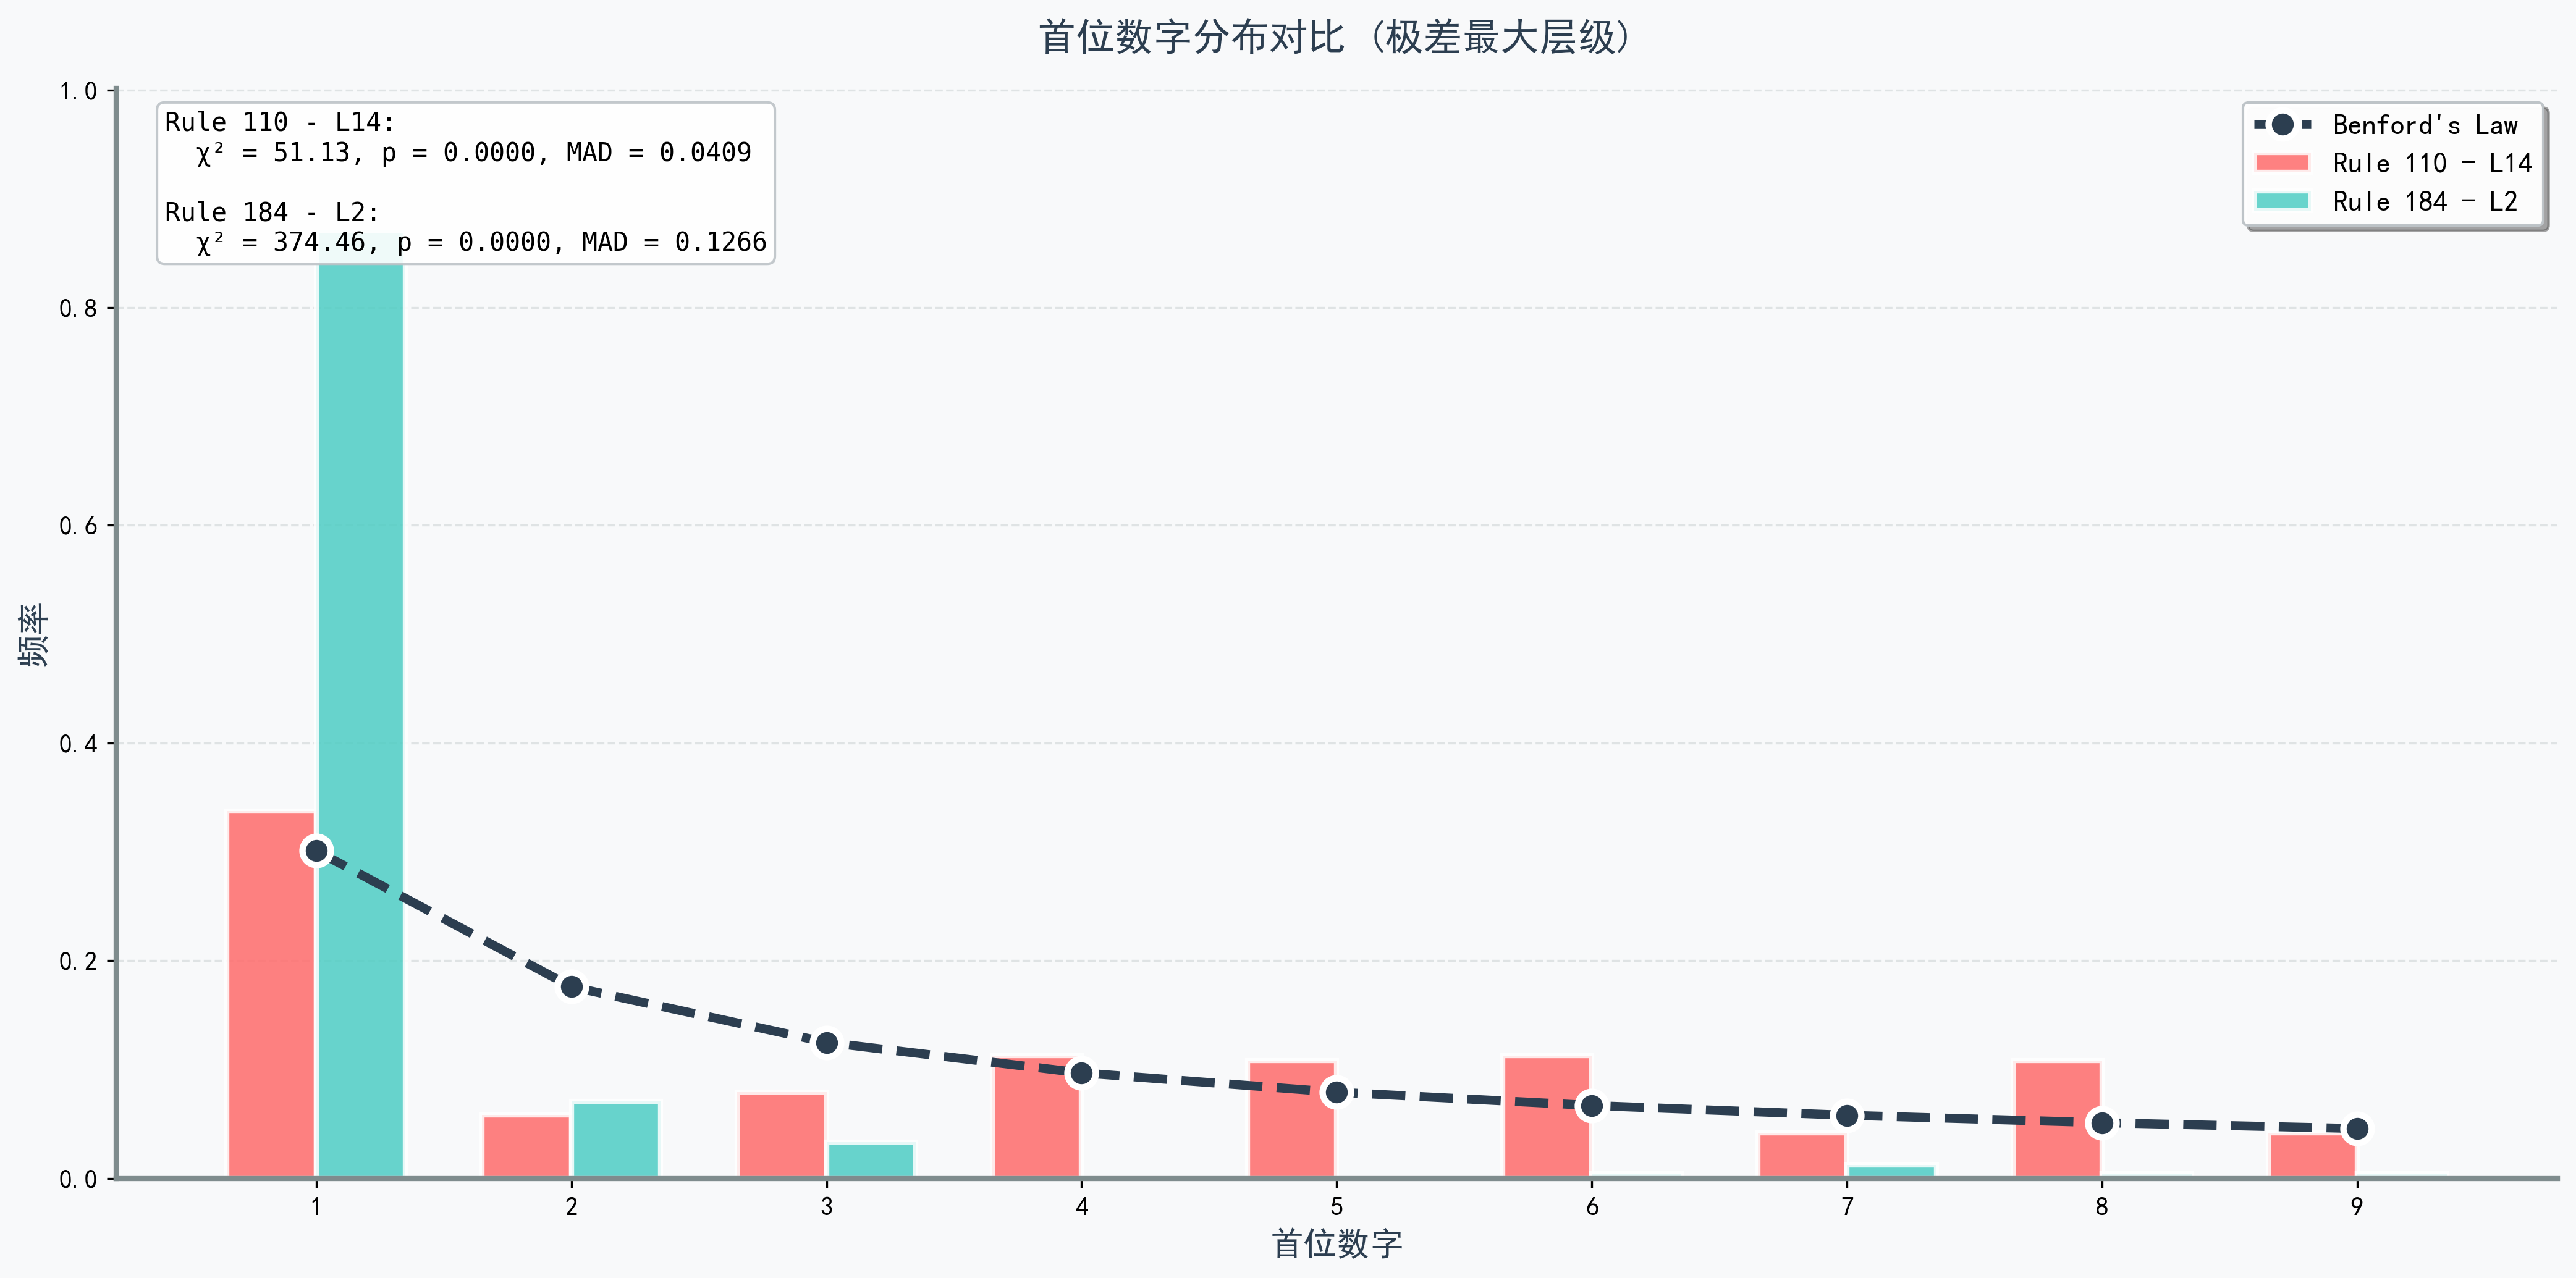 首位数字分布对比（极差最大层级）
Rule 110 - L14:
χ² = 51.13, p = 0.0000, MAD = 0.0409
Rule 184 - L2:
χ² = 374.46, p = 0.0000, MAD = 0.1266
Benford's Law
Rule 110 - L14
Rule 184 - L2
频率
1.0
0.8
0.6
0.4
0.2
0.0
1 2 3 4 5 6 7 8 9
首位数字